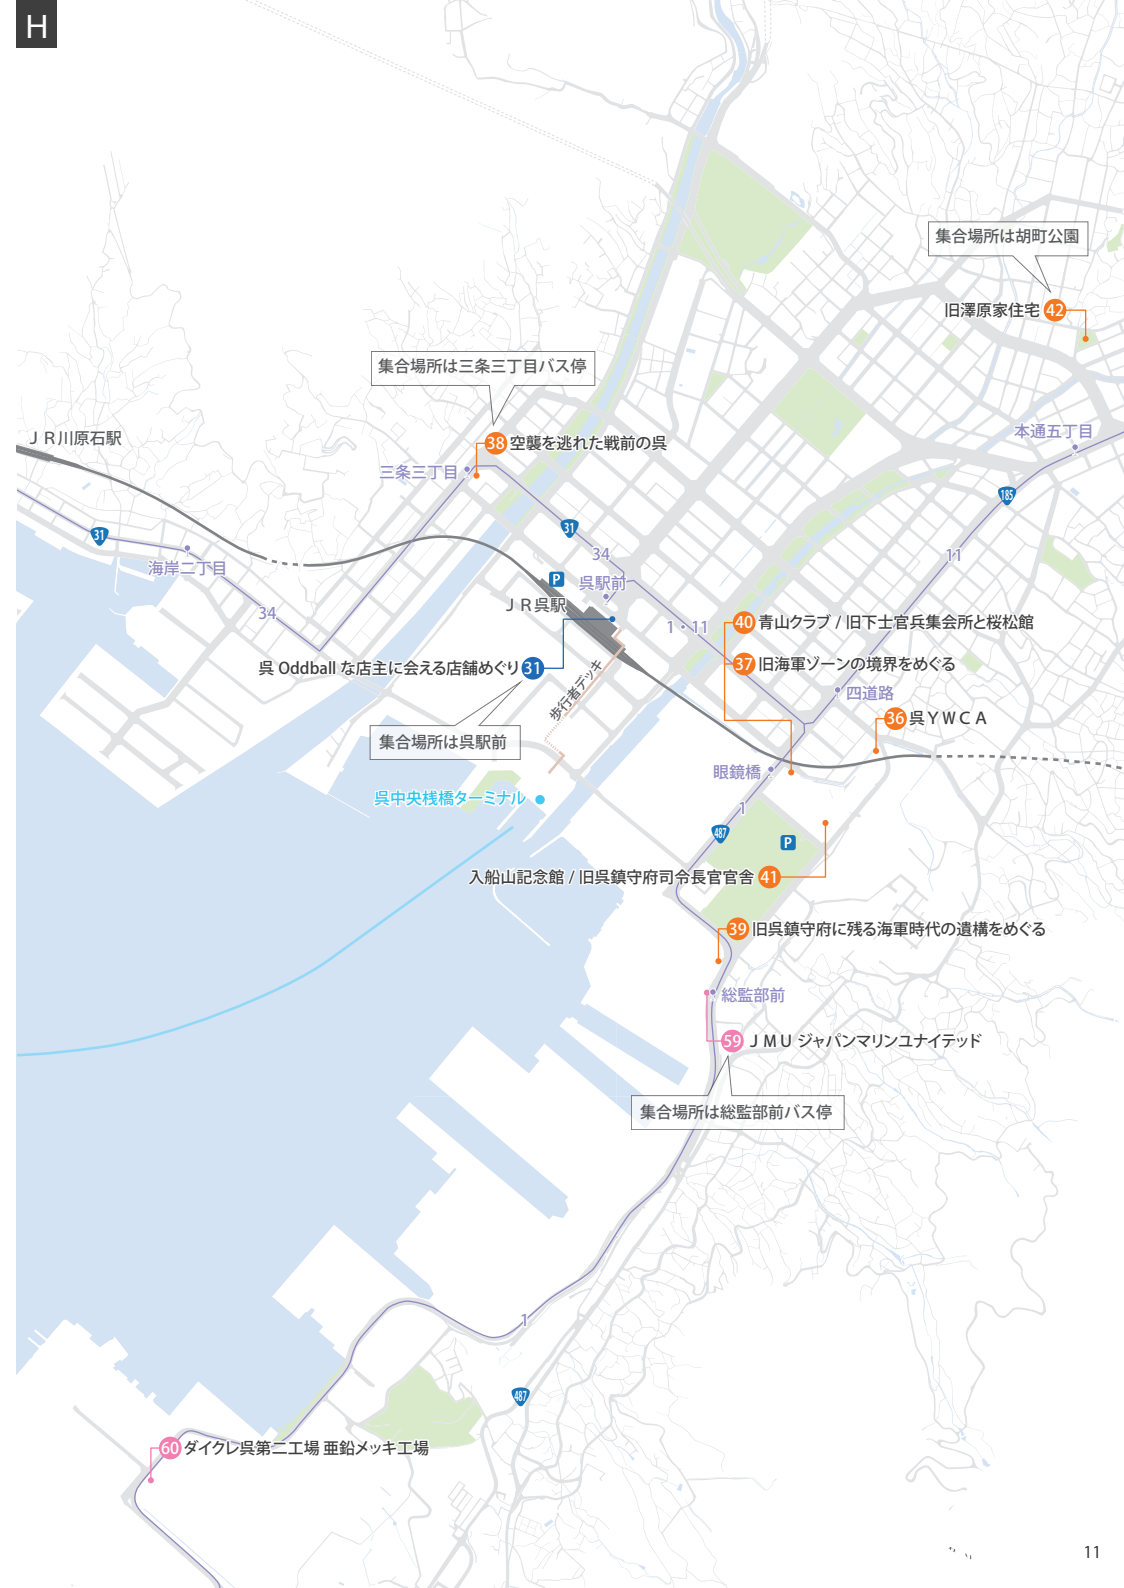 H
集合場所は胡町公園
旧澤原家住宅 42
集合場所は三条三丁目バス停
本通五丁目
ＪＲ川原石駅
38 空襲を逃れた戦前の呉
三条三丁目
185
31
31
34
11
海岸二丁目
P
呉駅前
ＪＲ呉駅
34
1・11
40 青山クラブ / 旧下士官兵集会所と桜松館
呉 Oddball な店主に会える店舗めぐり 31
37 旧海軍ゾーンの境界をめぐる
歩行者デッキ
四道路
36 呉ＹＷＣＡ
集合場所は呉駅前
眼鏡橋
呉中央桟橋ターミナル
1
487
P
入船山記念館 / 旧呉鎮守府司令長官官舎 41
39 旧呉鎮守府に残る海軍時代の遺構をめぐる
総監部前
59 ＪＭＵ ジャパンマリンユナイテッド
集合場所は総監部前バス停
1
487
60 ダイクレ呉第二工場 亜鉛メッキ工場
11